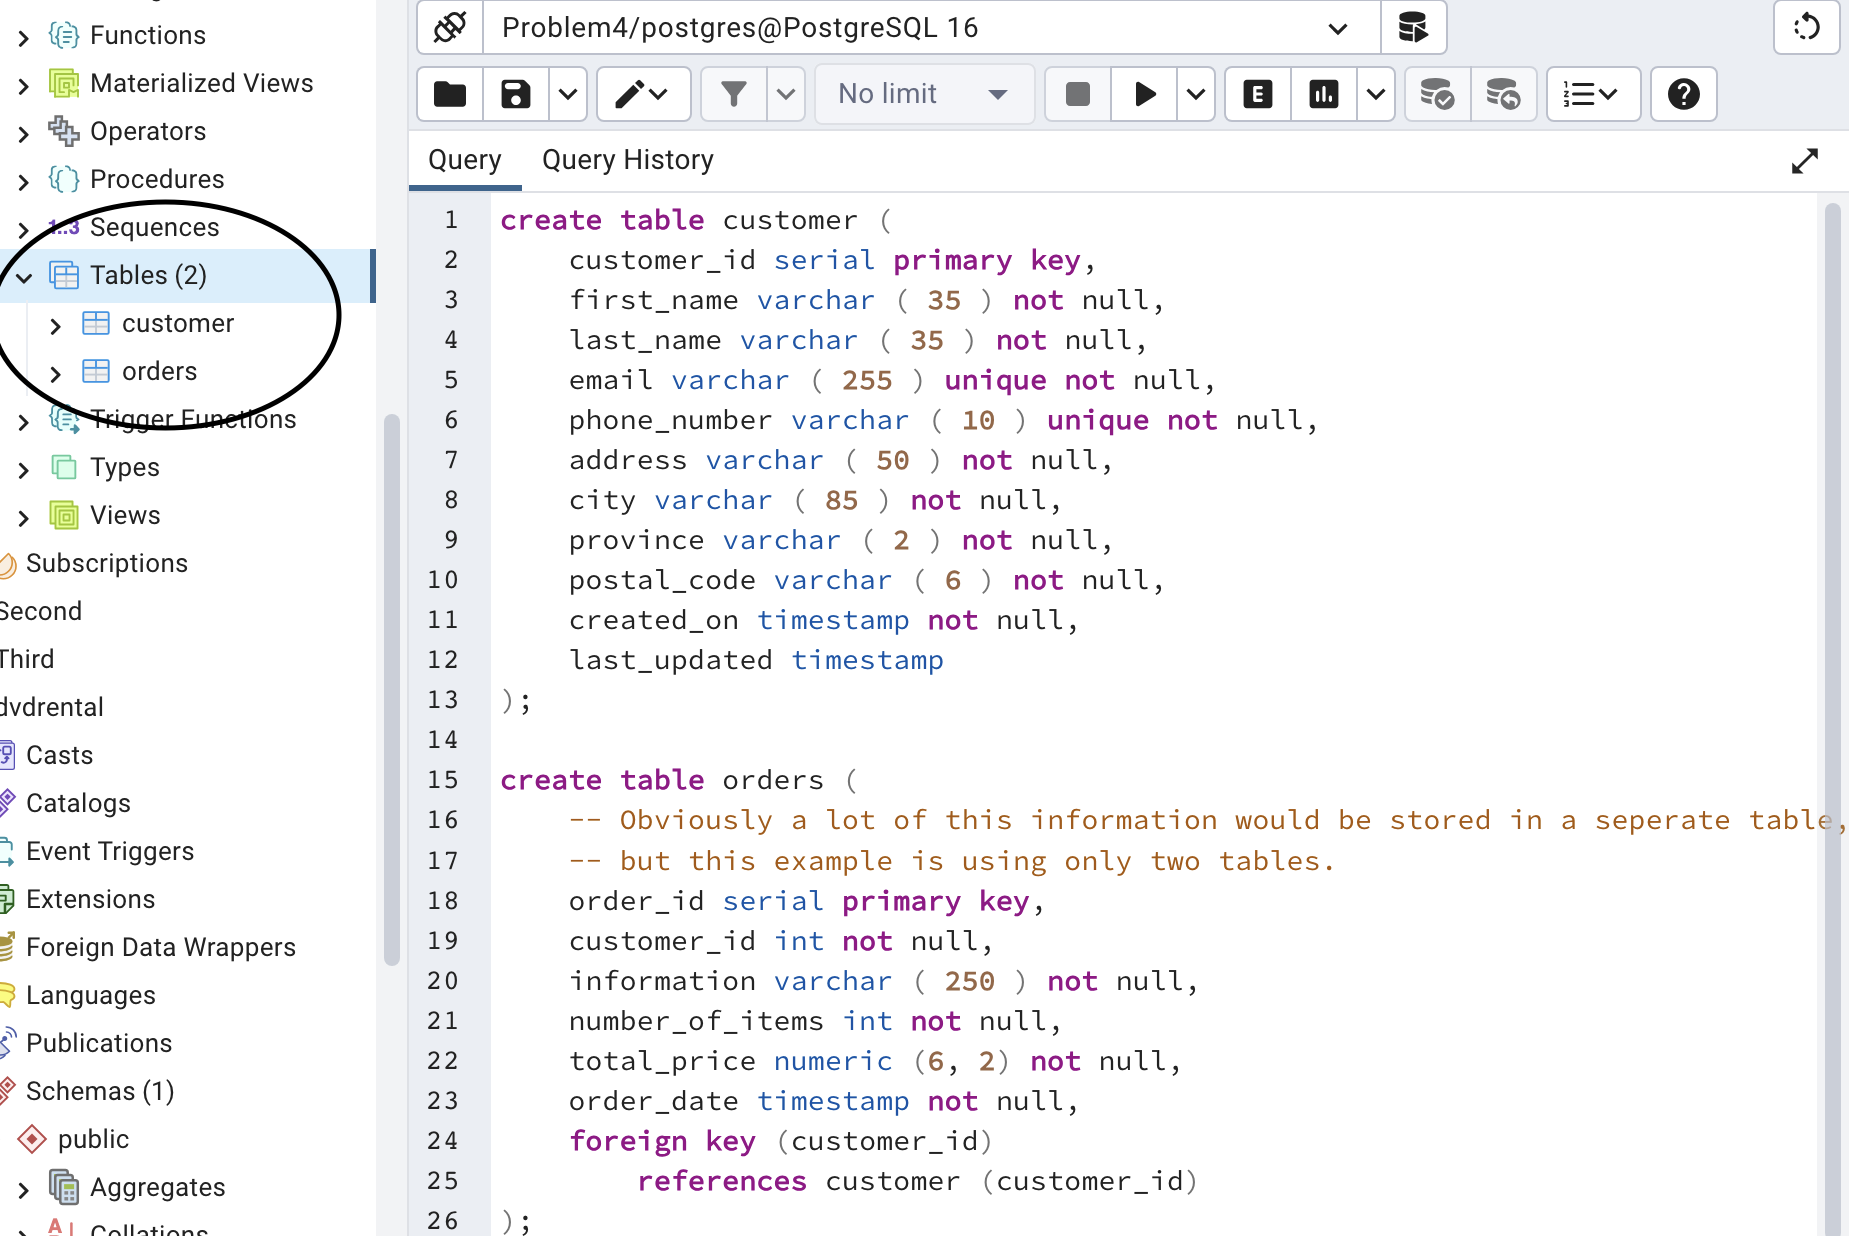 Functions
Materialized Views
Operators
Procedures
1..3 Sequences
Tables (2)
customer
orders
Trigger Functions
Types
Views
Subscriptions
Second
Third
dvdrental
Casts
Catalogs
Event Triggers
Extensions
Foreign Data Wrappers
Languages
Publications
Schemas (1)
public
Aggregates
Collations
Problem4/postgres@PostgreSQL 16
No limit
E
Query Query History
1 create table customer (
2 customer_id serial primary key,
3 first_name varchar ( 35 ) not null,
4 last_name varchar ( 35 ) not null,
5 email varchar ( 255 ) unique not null,
6 phone_number varchar ( 10 ) unique not null,
7 address varchar ( 50 ) not null,
8 city varchar ( 85 ) not null,
9 province varchar ( 2 ) not null,
10 postal_code varchar ( 6 ) not null,
11 created_on timestamp not null,
12 last_updated timestamp
13 );
14
15 create table orders (
16 -- Obviously a lot of this information would be stored in a seperate table,
17 -- but this example is using only two tables.
18 order_id serial primary key,
19 customer_id int not null,
20 information varchar ( 250 ) not null,
21 number_of_items int not null,
22 total_price numeric (6, 2) not null,
23 order_date timestamp not null,
24 foreign key (customer_id)
25 references customer (customer_id)
26 );